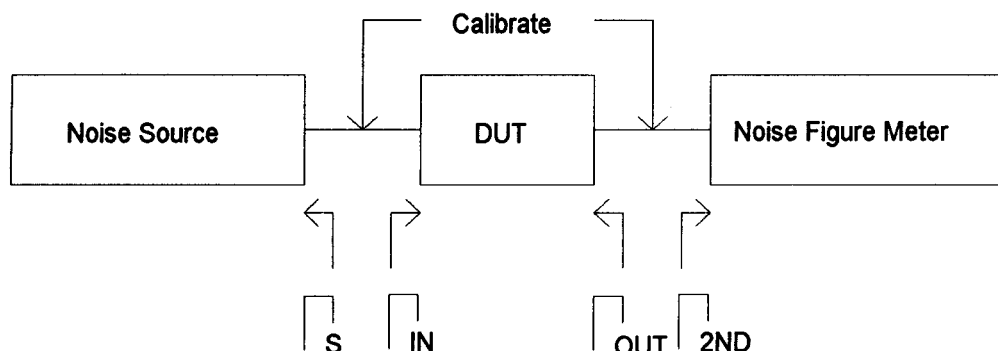 Calibrate
Noise Source
DUT
Noise Figure Meter
S
IN
OUT
2ND